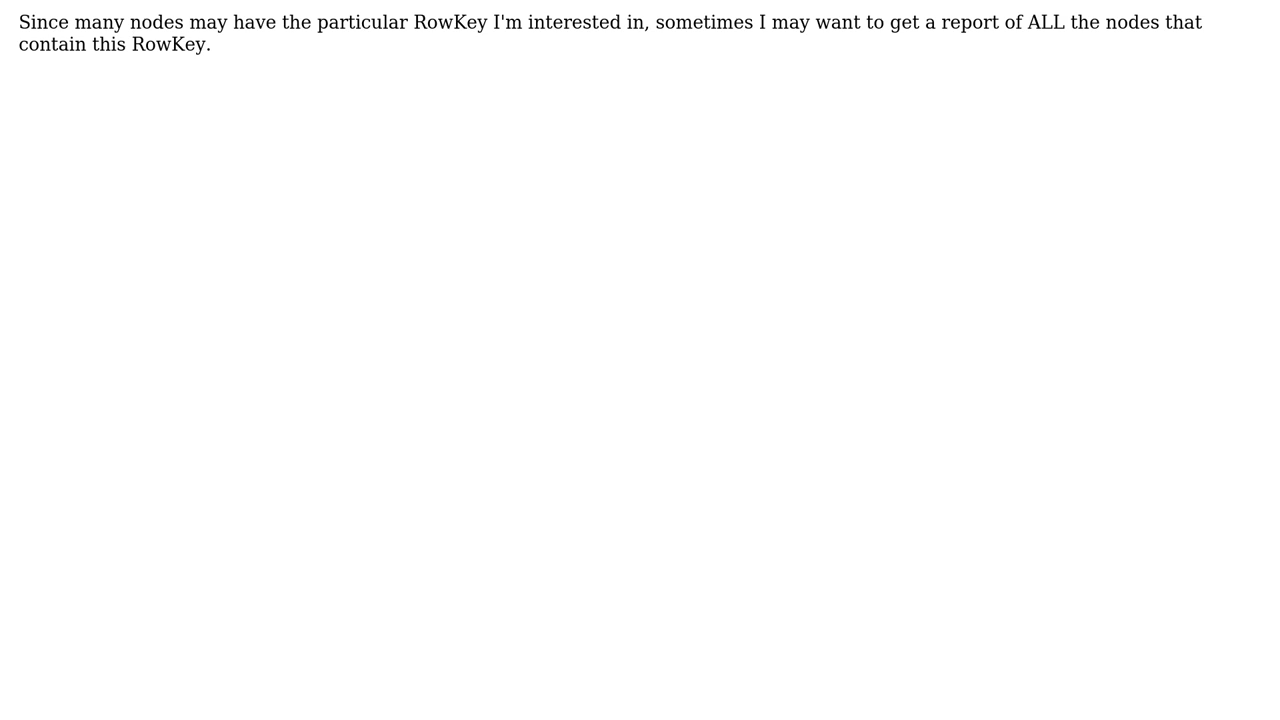 Since many nodes may have the particular RowKey I'm interested in, sometimes I may want to get a report of ALL the nodes that
contain this RowKey.